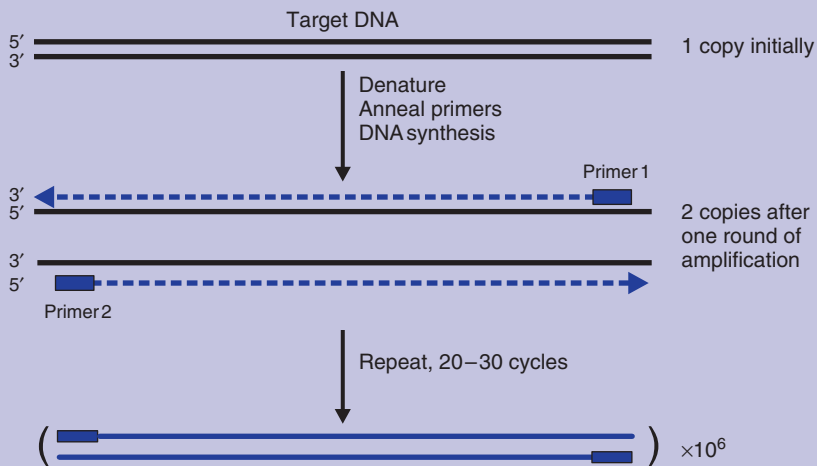 Target DNA
5′
3′
1 copy initially
Denature
Anneal primers
DNA synthesis
Primer 1
3′
5′
2 copies after
one round of
amplification
3′
5′
Primer 2
Repeat, 20–30 cycles
( ) ×10⁶